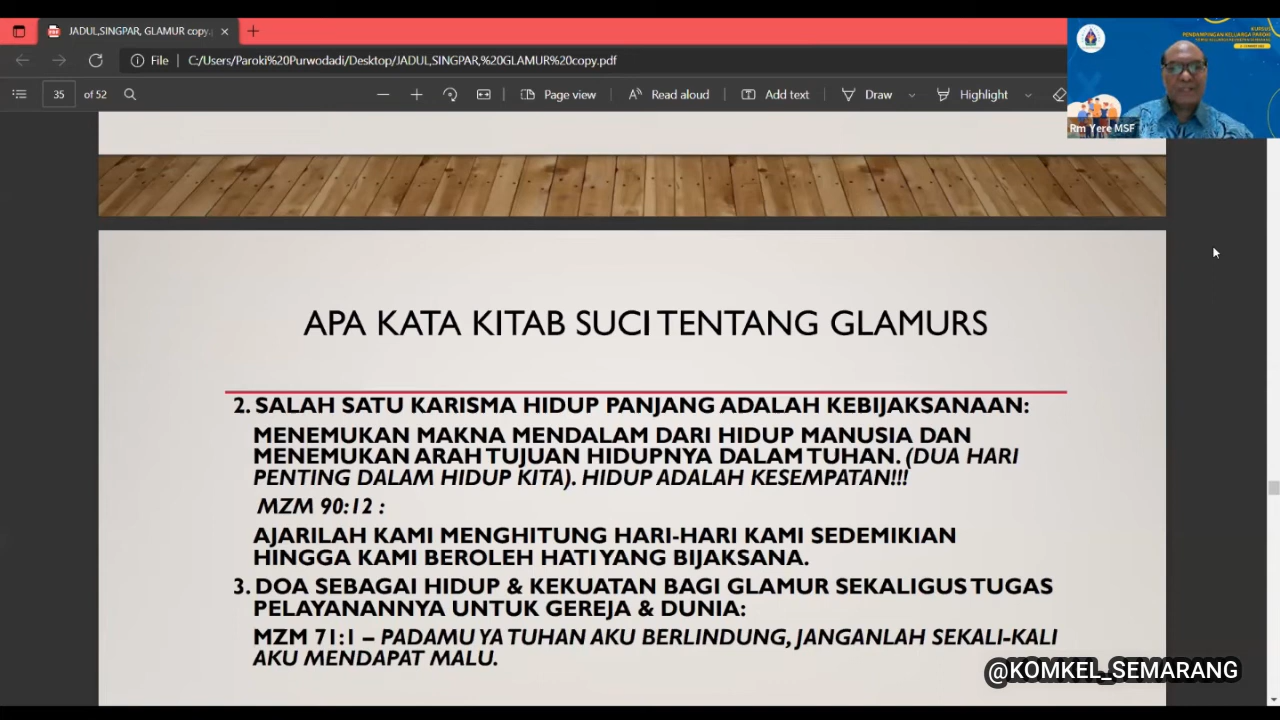 JADUL,SINGPAR, GLAMUR copy.
File
C:/Users/Paroki%20Purwodadi/Desktop/JADUL,SINGPAR,%20GLAMUR%20copy.pdf
35 of 52
Page view
Read aloud
Add text
Draw
Highlight
KURSUS
PENDAMPINGAN KELUARGA PAROKI
Rm Yere MSF
APA KATA KITAB SUCI TENTANG GLAMURS
2. SALAH SATU KARISMA HIDUP PANJANG ADALAH KEBIJAKSANAAN:
MENEMUKAN MAKNA MENDALAM DARI HIDUP MANUSIA DAN
MENEMUKAN ARAH TUJUAN HIDUPNYA DALAM TUHAN. (DUA HARI
PENTING DALAM HIDUP KITA). HIDUP ADALAH KESEMPATAN!!!
MZM 90:12 :
AJARILAH KAMI MENGHITUNG HARI-HARI KAMI SEDEMIKIAN
HINGGA KAMI BEROLEH HATI YANG BIJAKSANA.
3. DOA SEBAGAI HIDUP & KEKUATAN BAGI GLAMUR SEKALIGUS TUGAS
PELAYANANNYA UNTUK GEREJA & DUNIA:
MZM 71:1 – PADAMU YA TUHAN AKU BERLINDUNG, JANGANLAH SEKALI-KALI
AKU MENDAPAT MALU.
@KOMKEL_SEMARANG